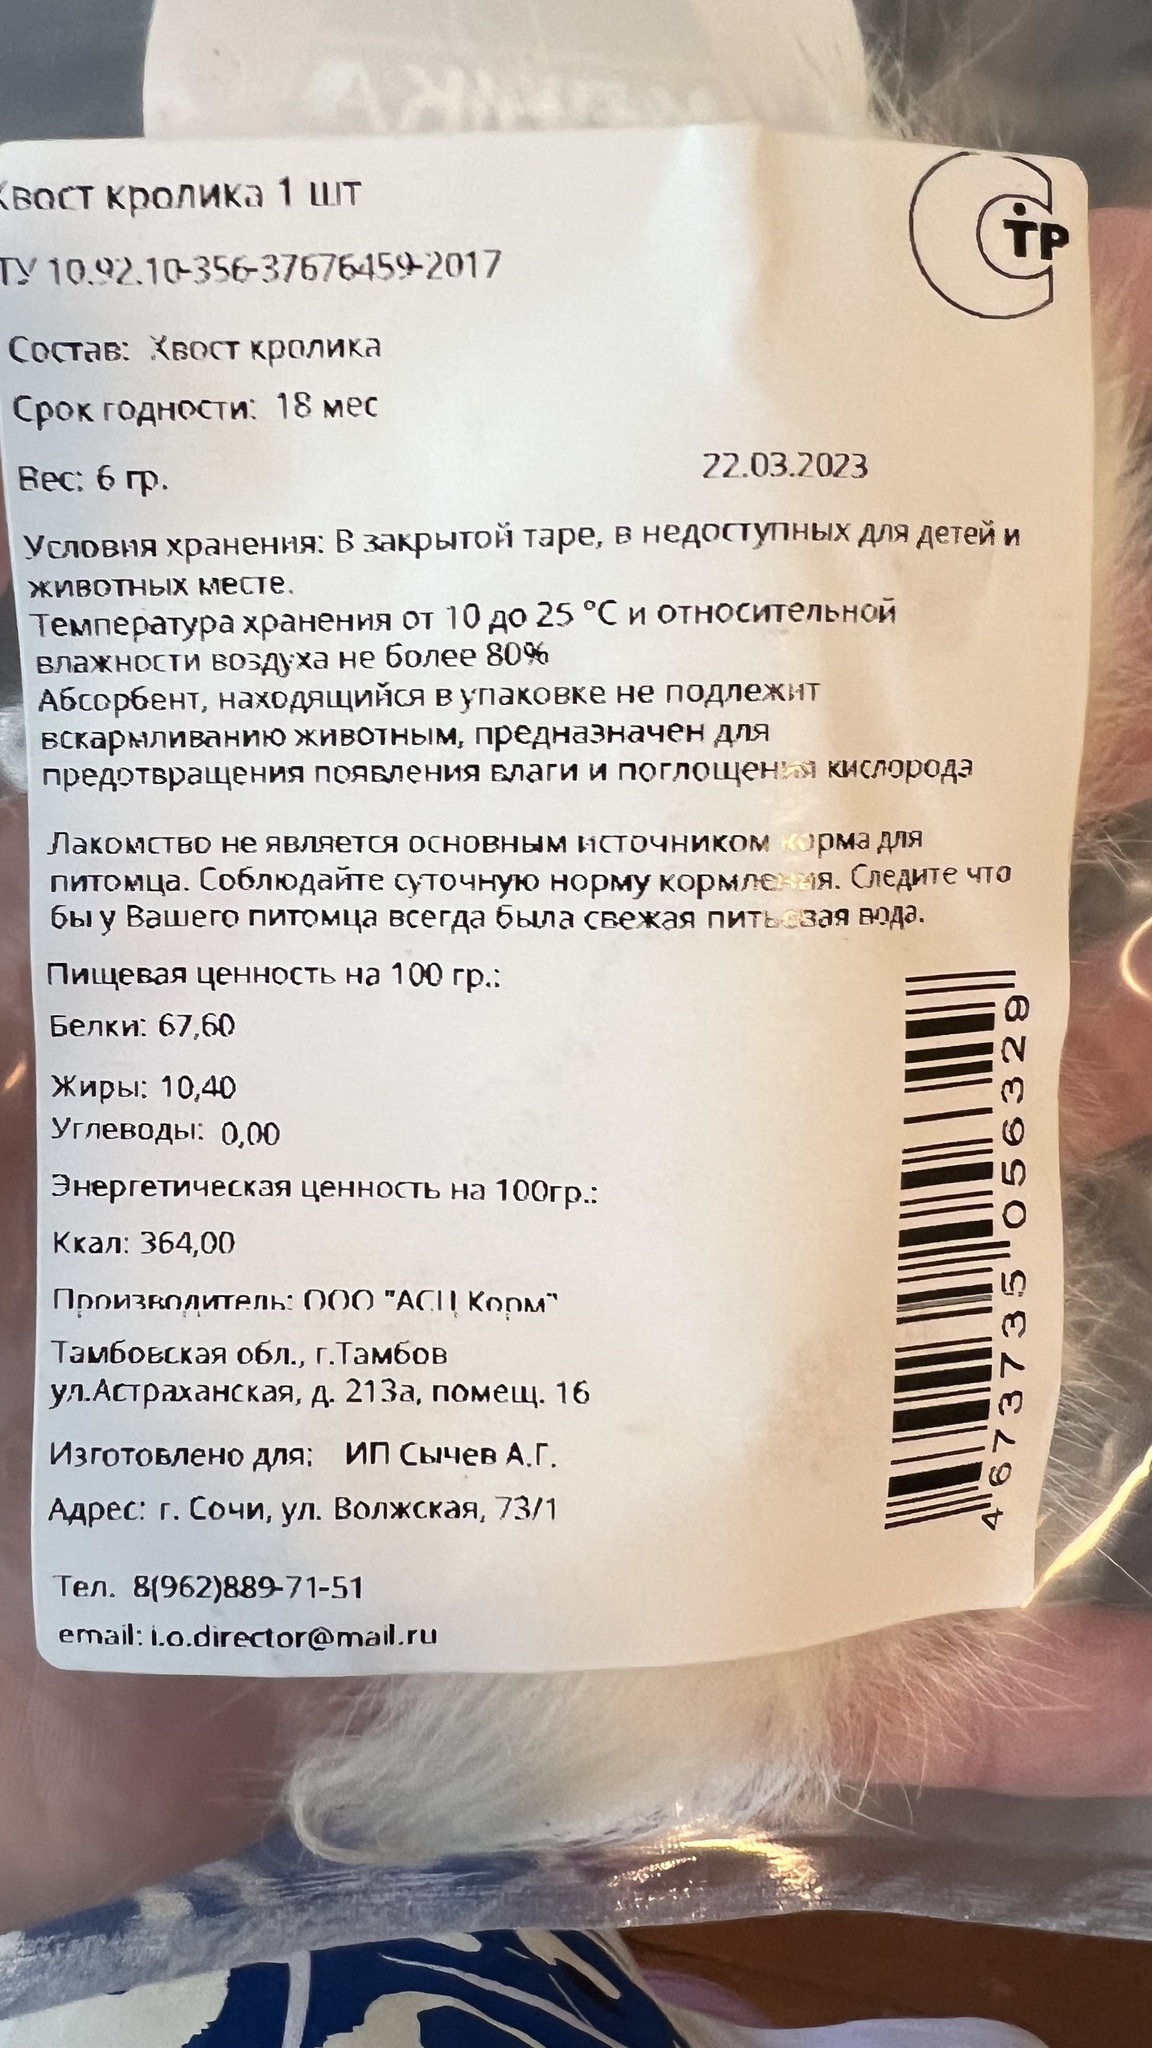 Хвост кролика 1 шт
ТУ 10.92.10-356-37676459-2017
СТР
Состав: Хвост кролика
Срок годности: 18 мес
Вес: 6 гр.
22.03.2023
Условия хранения: В закрытой таре, в недоступных для детей и
животных месте.
Температура хранения от 10 до 25 °С и относительной
влажности воздуха не более 80%
Абсорбент, находящийся в упаковке не подлежит
вскармливанию животным, предназначен для
предотвращения появления влаги и поглощения кислорода
Лакомство не является основным источником корма для
питомца. Соблюдайте суточную норму кормления. Следите что
бы у Вашего питомца всегда была свежая питьевая вода.
Пищевая ценность на 100 гр.:
Белки: 67,60
Жиры: 10,40
Углеводы: 0,00
Энергетическая ценность на 100гр.:
Ккал: 364,00
Производитель: ООО "АСЦ Корм"
Тамбовская обл., г.Тамбов
ул.Астраханская, д. 213а, помещ. 16
Изготовлено для: ИП Сычев А.Г.
Адрес: г. Сочи, ул. Волжская, 73/1
Тел. 8(962)889-71-51
email: i.o.director@mail.ru
4 673735 056329